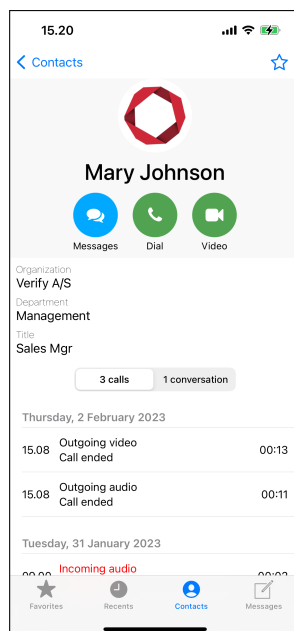 15.20
Contacts
Mary Johnson
Messages Dial Video
Organization
Verify A/S
Department
Management
Title
Sales Mgr
3 calls 1 conversation
Thursday, 2 February 2023
Outgoing video
15.08 00:13
Call ended
Outgoing audio
15.08 00:11
Call ended
Tuesday, 31 January 2023
Incoming audio
Favorites Recents Contacts Messages